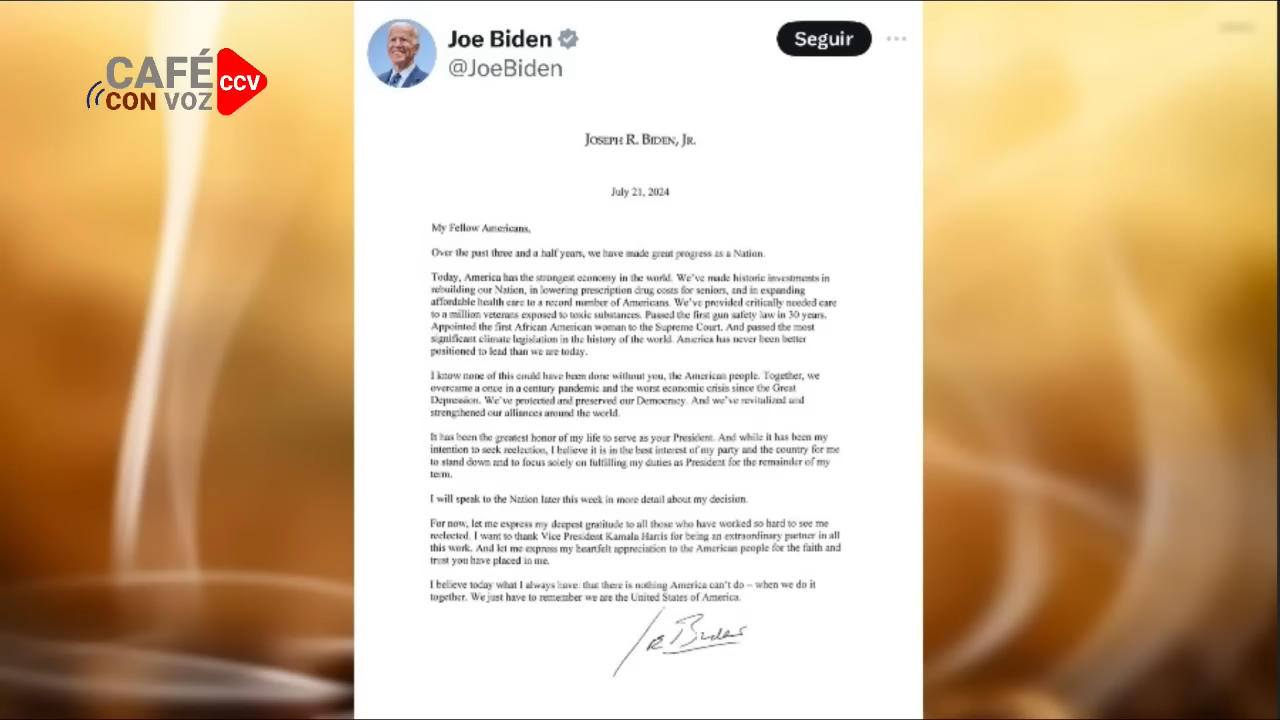 CAFÉ
CON VOZ
CCV
Joe Biden
@JoeBiden
Seguir
JOSEPH R. BIDEN, JR.
July 21, 2024
My Fellow Americans,
Over the past three and a half years, we have made great progress as a Nation.
Today, America has the strongest economy in the world. We've made historic investments in
rebuilding our Nation, in lowering prescription drug costs for seniors, and in expanding
affordable health care to a record number of Americans. We've provided critically needed care
to a million veterans exposed to toxic substances. Passed the first gun safety law in 30 years.
Appointed the first African American woman to the Supreme Court. And passed the most
significant climate legislation in the history of the world. America has never been better
positioned to lead than we are today.
I know none of this could have been done without you, the American people. Together, we
overcame a once in a century pandemic and the worst economic crisis since the Great
Depression. We've protected and preserved our Democracy. And we've revitalized and
strengthened our alliances around the world.
It has been the greatest honor of my life to serve as your President. And while it has been my
intention to seek reelection, I believe it is in the best interest of my party and the country for me
to stand down and to focus solely on fulfilling my duties as President for the remainder of my
term.
I will speak to the Nation later this week in more detail about my decision.
For now, let me express my deepest gratitude to all those who have worked so hard to see me
reelected. I want to thank Vice President Kamala Harris for being an extraordinary partner in all
this work. And let me express my heartfelt appreciation to the American people for the faith and
trust you have placed in me.
I believe today what I always have: that there is nothing America can't do – when we do it
together. We just have to remember we are the United States of America.
Joe Biden